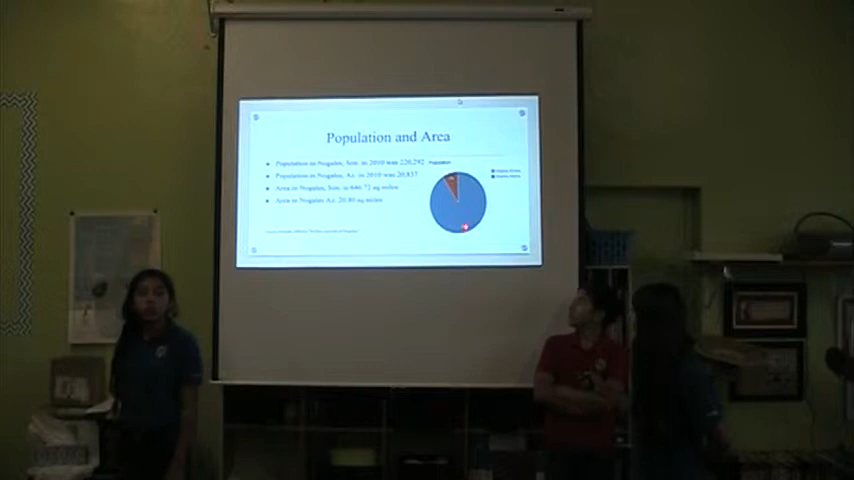 Population and Area
Population in Nogales, Son. in 2010 was 220,292
Population
Population in Nogales, Az. in 2010 was 20,837
Area in Nogales, Son. is 646.72 sq miles
Area in Nogales Az. 20.80 sq miles